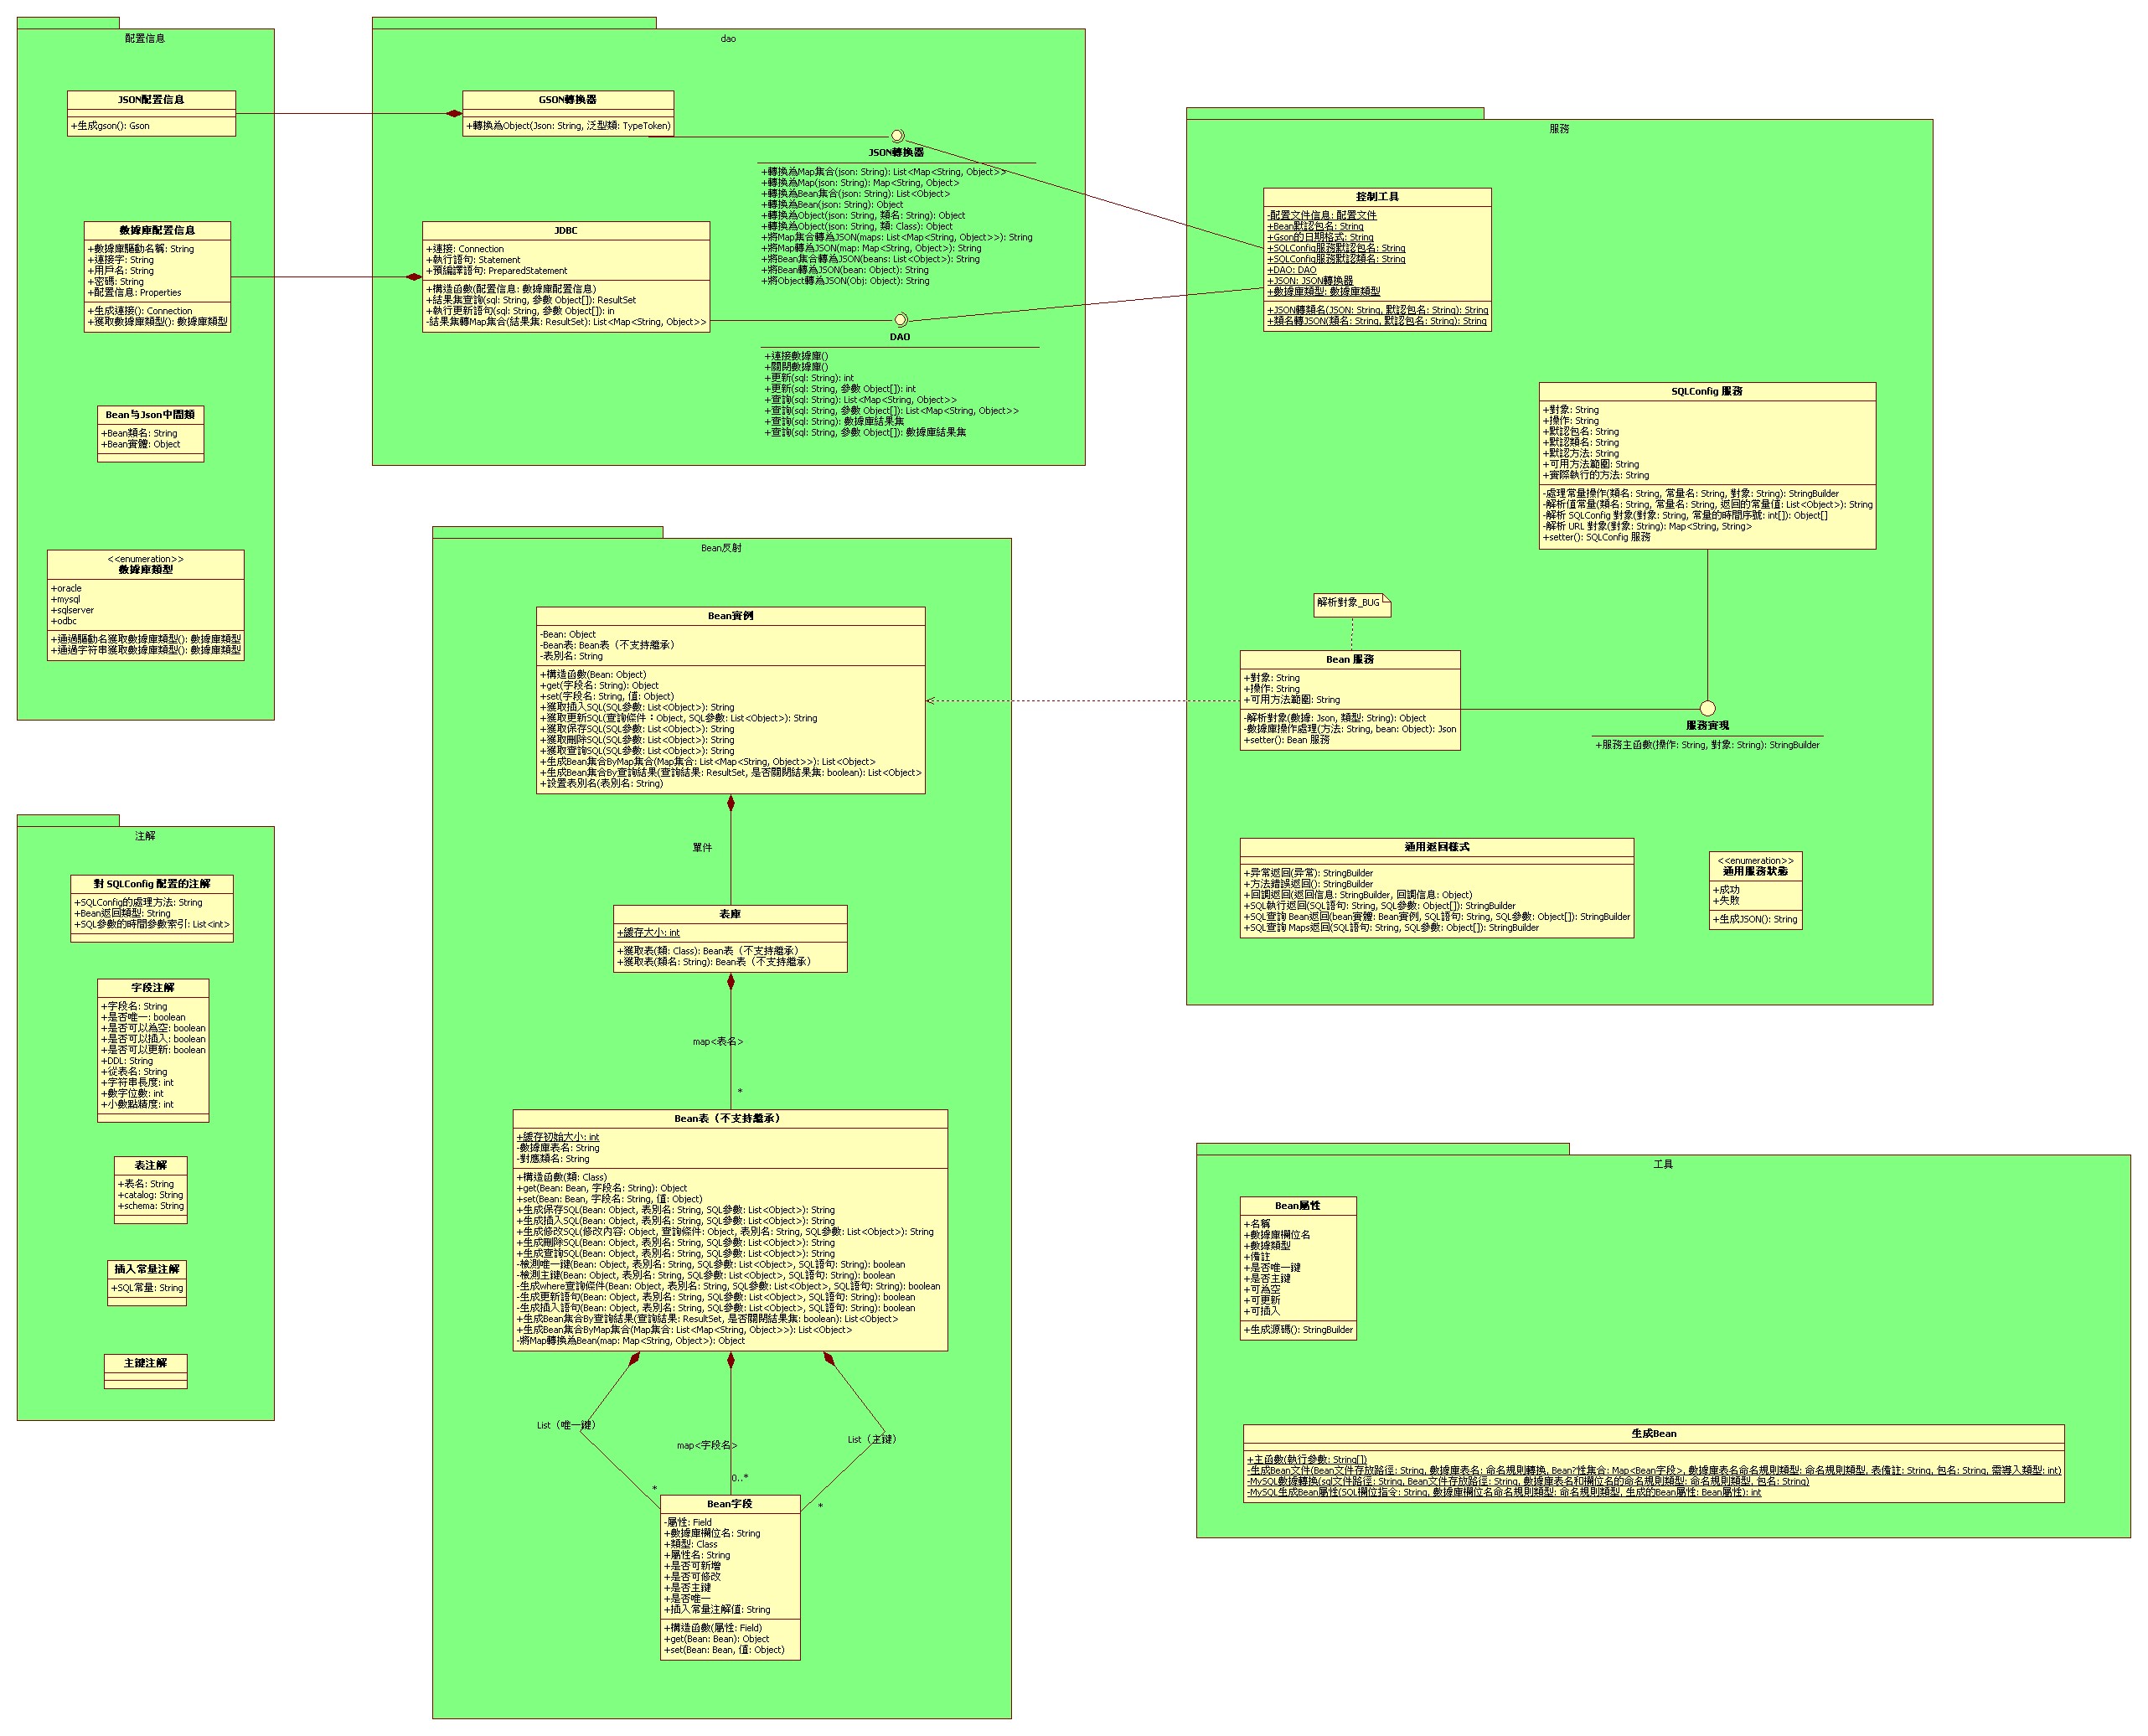 配置信息
JSON配置信息
+生成gson(): Gson
數據庫配置信息
+數據庫驅動名稱: String
+連接字: String
+用戶名: String
+密碼: String
+配置信息: Properties
+生成連接(): Connection
+獲取數據庫類型(): 數據庫類型
Bean与Json中間類
+Bean類名: String
+Bean實體: Object
<<enumeration>>
數據庫類型
+oracle
+mysql
+sqlserver
+odbc
+通過驅動名獲取數據庫類型(): 數據庫類型
+通過字符串獲取數據庫類型(): 數據庫類型
dao
GSON轉換器
+轉換為Object(Json: String, 泛型類: TypeToken)
JSON轉換器
+轉換為Map集合(json: String): List<Map<String, Object>>
+轉換為Map(json: String): Map<String, Object>
+轉換為Bean集合(json: String): List<Object>
+轉換為Bean(json: String): Object
+轉換為Object(json: String, 類名: String): Object
+轉換為Object(json: String, 類: Class): Object
+將Map集合轉為JSON(maps: List<Map<String, Object>>): String
+將Map轉為JSON(map: Map<String, Object>): String
+將Bean集合轉為JSON(beans: List<Object>): String
+將Bean轉為JSON(bean: Object): String
+將Object轉為JSON(Obj: Object): String
JDBC
+連接: Connection
+執行語句: Statement
+預編譯語句: PreparedStatement
+構造函數(配置信息: 數據庫配置信息)
+結果集查詢(sql: String, 參數 Object[]): ResultSet
+執行更新語句(sql: String, 參數 Object[]): in
-結果集轉Map集合(結果集: ResultSet): List<Map<String, Object>>
DAO
+連接數據庫()
+關閉數據庫()
+更新(sql: String): int
+更新(sql: String, 參數 Object[]): int
+查詢(sql: String): List<Map<String, Object>>
+查詢(sql: String, 參數 Object[]): List<Map<String, Object>>
+查詢(sql: String): 數據庫結果集
+查詢(sql: String, 參數 Object[]): 數據庫結果集
服務
控制工具
-配置文件信息: 配置文件
+Bean默認包名: String
+Gson的日期格式: String
+SQLConfig服務默認包名: String
+SQLConfig服務默認類名: String
+DAO: DAO
+JSON: JSON轉換器
+數據庫類型: 數據庫類型
+JSON轉類名(JSON: String, 默認包名: String): String
+類名轉JSON(類名: String, 默認包名: String): String
SQLConfig 服務
+對象: String
+操作: String
+默認包名: String
+默認類名: String
+默認方法: String
+可用方法範圍: String
+實際執行的方法: String
-處理常量操作(類名: String, 常量名: String, 對象: String): StringBuilder
-解析值常量(類名: String, 常量名: String, 返回的常量值: List<Object>): String
-解析 SQLConfig 對象(對象: String, 常量的時間序號: int[]): Object[]
-解析 URL 對象(對象: String): Map<String, String>
+setter(): SQLConfig 服務
解析對象_BUG
Bean 服務
+對象: String
+操作: String
+可用方法範圍: String
-解析對象(數據: Json, 類型: String): Object
-數據庫操作處理(方法: String, bean: Object): Json
+setter(): Bean 服務
服務實現
+服務主函數(操作: String, 對象: String): StringBuilder
通用返回樣式
+异常返回(异常): StringBuilder
+方法錯誤返回(): StringBuilder
+回調返回(返回信息: StringBuilder, 回調信息: Object)
+SQL執行返回(SQL語句: String, SQL參數: Object[]): StringBuilder
+SQL查詢 Bean返回(bean實體: Bean實例, SQL語句: String, SQL參數: Object[]): StringBuilder
+SQL查詢 Maps返回(SQL語句: String, SQL參數: Object[]): StringBuilder
<<enumeration>>
通用服務狀態
+成功
+失敗
+生成JSON(): String
Bean反射
Bean實例
-Bean: Object
-Bean表: Bean表（不支持繼承）
-表別名: String
+構造函數(Bean: Object)
+get(字段名: String): Object
+set(字段名: String, 值: Object)
+獲取插入SQL(SQL參數: List<Object>): String
+獲取更新SQL(查詢條件：Object, SQL參數: List<Object>): String
+獲取保存SQL(SQL參數: List<Object>): String
+獲取刪除SQL(SQL參數: List<Object>): String
+獲取查詢SQL(SQL參數: List<Object>): String
+生成Bean集合ByMap集合(Map集合: List<Map<String, Object>>): List<Object>
+生成Bean集合By查詢結果(查詢結果: ResultSet, 是否關閉結果集: boolean): List<Object>
+設置表別名(表別名: String)
單件
表庫
+緩存大小: int
+獲取表(類: Class): Bean表（不支持繼承）
+獲取表(類名: String): Bean表（不支持繼承）
map<表名>
*
Bean表（不支持繼承）
+緩存初始大小: int
-數據庫表名: String
-對應類名: String
+構造函數(類: Class)
+get(Bean: Bean, 字段名: String): Object
+set(Bean: Bean, 字段名: String, 值: Object)
+生成保存SQL(Bean: Object, 表別名: String, SQL參數: List<Object>): String
+生成插入SQL(Bean: Object, 表別名: String, SQL參數: List<Object>): String
+生成修改SQL(修改內容: Object, 查詢條件: Object, 表別名: String, SQL參數: List<Object>): String
+生成刪除SQL(Bean: Object, 表別名: String, SQL參數: List<Object>): String
+生成查詢SQL(Bean: Object, 表別名: String, SQL參數: List<Object>): String
-檢測唯一鍵(Bean: Object, 表別名: String, SQL參數: List<Object>, SQL語句: String): boolean
-檢測主鍵(Bean: Object, 表別名: String, SQL參數: List<Object>, SQL語句: String): boolean
-生成where查詢條件(Bean: Object, 表別名: String, SQL參數: List<Object>, SQL語句: String): boolean
-生成更新語句(Bean: Object, 表別名: String, SQL參數: List<Object>, SQL語句: String): boolean
-生成插入語句(Bean: Object, 表別名: String, SQL參數: List<Object>, SQL語句: String): boolean
+生成Bean集合By查詢結果(查詢結果: ResultSet, 是否關閉結果集: boolean): List<Object>
+生成Bean集合ByMap集合(Map集合: List<Map<String, Object>>): List<Object>
-將Map轉換為Bean(map: Map<String, Object>): Object
List（唯一鍵）
*
map<字段名>
0..*
List（主鍵）
*
Bean字段
-屬性: Field
+數據庫欄位名: String
+類型: Class
+屬性名: String
+是否可新增
+是否可修改
+是否主鍵
+是否唯一
+插入常量注解值: String
+構造函數(屬性: Field)
+get(Bean: Bean): Object
+set(Bean: Bean, 值: Object)
注解
對 SQLConfig 配置的注解
+SQLConfig的處理方法: String
+Bean返回類型: String
+SQL參數的時間參數索引: List<int>
字段注解
+字段名: String
+是否唯一: boolean
+是否可以為空: boolean
+是否可以插入: boolean
+是否可以更新: boolean
+DDL: String
+從表名: String
+字符串長度: int
+數字位數: int
+小數點精度: int
表注解
+表名: String
+catalog: String
+schema: String
插入常量注解
+SQL常量: String
主鍵注解
工具
Bean屬性
+名稱
+數據庫欄位名
+數據類型
+備註
+是否唯一鍵
+是否主鍵
+可為空
+可更新
+可插入
+生成源碼(): StringBuilder
生成Bean
+主函數(執行參數: String[])
-生成Bean文件(Bean文件存放路徑: String, 數據庫表名: 命名規則轉換, Bean?性集合: Map<Bean字段>, 數據庫表名命名規則類型: 命名規則類型, 表備註: String, 包名: String, 需導入類型: int)
-MySQL數據轉換(sql文件路徑: String, Bean文件存放路徑: String, 數據庫表名和欄位名的命名規則類型: 命名規則類型, 包名: String)
-MySQL生成Bean屬性(SQL欄位指令: String, 數據庫欄位名命名規則類型: 命名規則類型, 生成的Bean屬性: Bean屬性): int